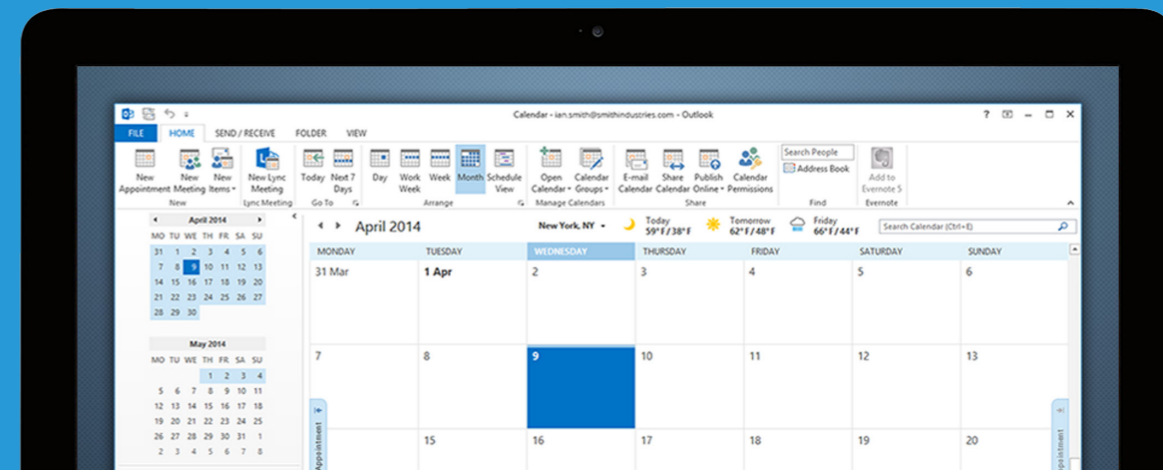 Calendar - ian.smith@smithindustries.com - Outlook
FILE HOME SEND / RECEIVE FOLDER VIEW
New Appointment
New Meeting
New Items
New Lync Meeting
Today
Next 7 Days
Day
Work Week
Week
Month
Schedule View
Open Calendar
Calendar Groups
E-mail Calendar
Share Calendar
Publish Online
Calendar Permissions
Search People
Address Book
Add to Evernote 5
New
Lync Meeting
Go To
Arrange
Manage Calendars
Share
Find
Evernote
April 2014
MO TU WE TH FR SA SU
31 1 2 3 4 5 6
7 8 9 10 11 12 13
14 15 16 17 18 19 20
21 22 23 24 25 26 27
28 29 30
May 2014
MO TU WE TH FR SA SU
1 2 3 4
5 6 7 8 9 10 11
12 13 14 15 16 17 18
19 20 21 22 23 24 25
26 27 28 29 30 31 1
2 3 4 5 6 7 8
April 2014
New York, NY
Today
59°F/38°F
Tomorrow
62°F/48°F
Friday
66°F/44°F
Search Calendar (Ctrl+E)
MONDAY TUESDAY WEDNESDAY THURSDAY FRIDAY SATURDAY SUNDAY
31 Mar 1 Apr 2 3 4 5 6
7 8 9 10 11 12 13
15 16 17 18 19 20
Appointment